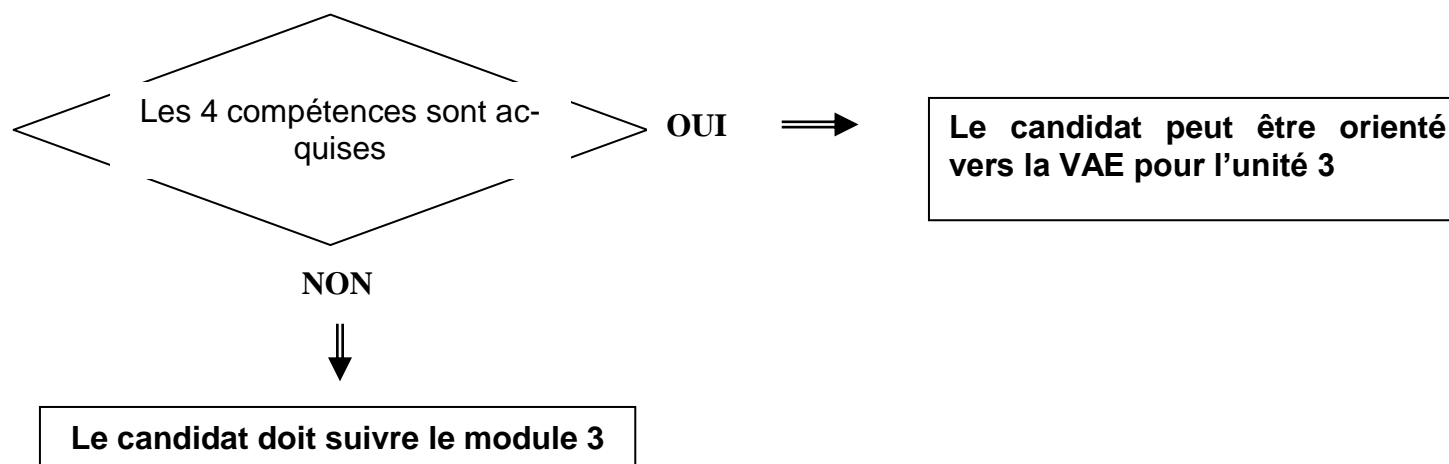 Les 4 compétences sont ac-
quises
OUI
Le candidat peut être orienté
vers la VAE pour l'unité 3
NON
Le candidat doit suivre le module 3